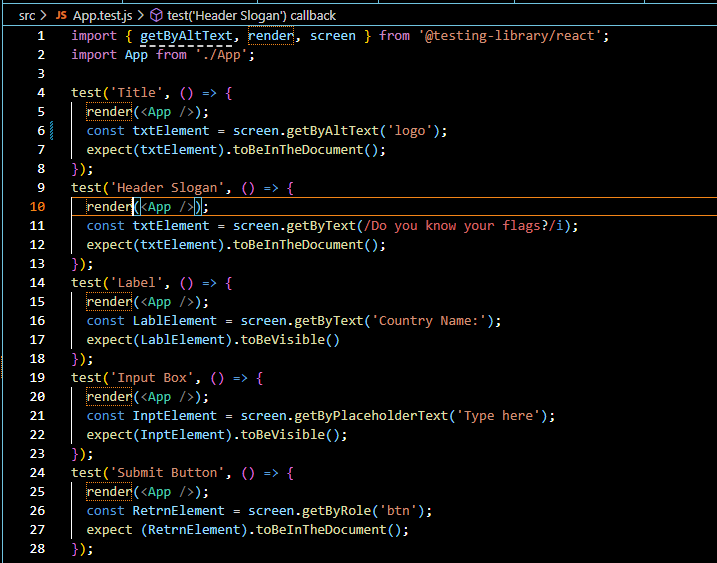 src > JS App.test.js > test('Header Slogan') callback
1 import { getByAltText, render, screen } from '@testing-library/react';
2 import App from './App';
3
4 test('Title', () => {
5 render(<App />);
6 const txtElement = screen.getByAltText('logo');
7 expect(txtElement).toBeInTheDocument();
8 });
9 test('Header Slogan', () => {
10 render(<App />);
11 const txtElement = screen.getByText(/Do you know your flags?/i);
12 expect(txtElement).toBeInTheDocument();
13 });
14 test('Label', () => {
15 render(<App />);
16 const LablElement = screen.getByText('Country Name:');
17 expect(LablElement).toBeVisible()
18 });
19 test('Input Box', () => {
20 render(<App />);
21 const InptElement = screen.getByPlaceholderText('Type here');
22 expect(InptElement).toBeVisible();
23 });
24 test('Submit Button', () => {
25 render(<App />);
26 const RetrnElement = screen.getByRole('btn');
27 expect (RetrnElement).toBeInTheDocument();
28 });